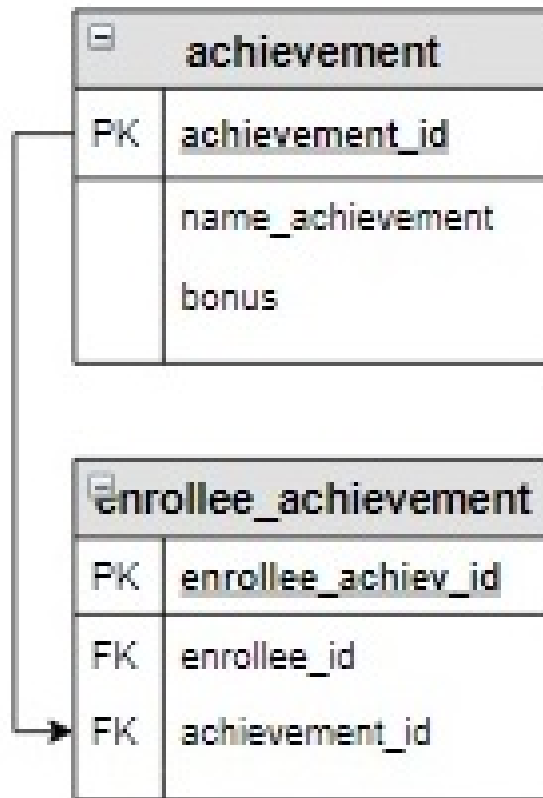 achievement
PK achievement_id
name_achievement
bonus
enrollee_achievement
PK enrollee_achiev_id
FK enrollee_id
FK achievement_id